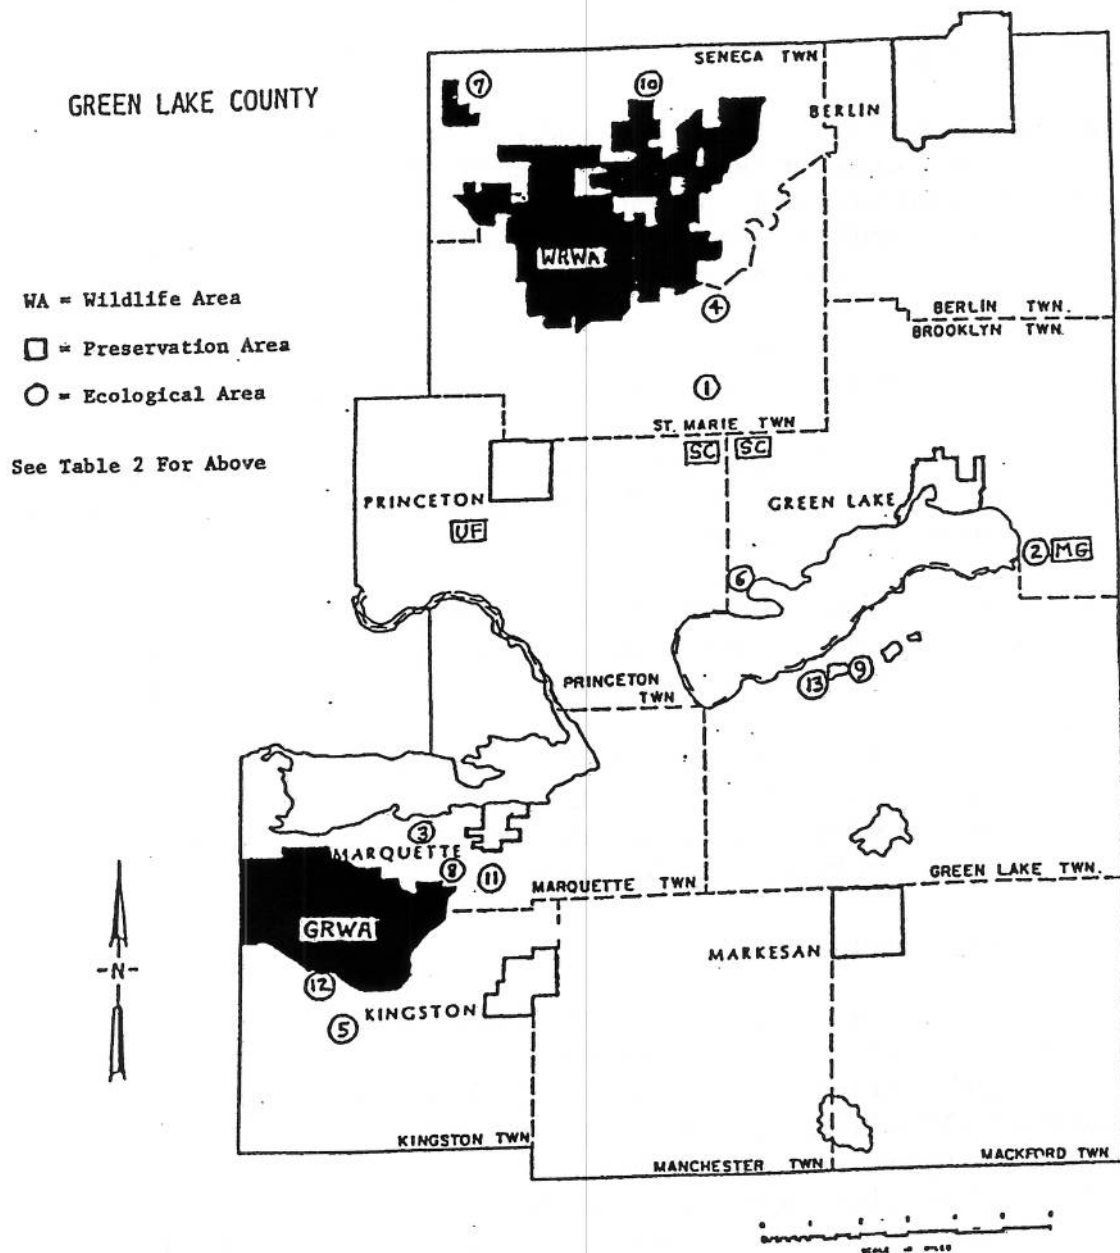 GREEN LAKE COUNTY
WA = Wildlife Area
= Preservation Area
= Ecological Area
See Table 2 For Above
SENECA TWN
7
10
BERLIN
WRWA
4
BERLIN TWN.
BROOKLYN TWN.
1
ST. MARIE TWN
SC
SC
PRINCETON
UF
GREEN LAKE
2
MG
6
9
13
PRINCETON
TWN
3
MARQUETTE
8
11
MARQUETTE TWN
GREEN LAKE TWN.
GRWA
MARKESAN
-N-
12
KINGSTON
5
KINGSTON TWN
MANCHESTER TWN
MACKFORD TWN